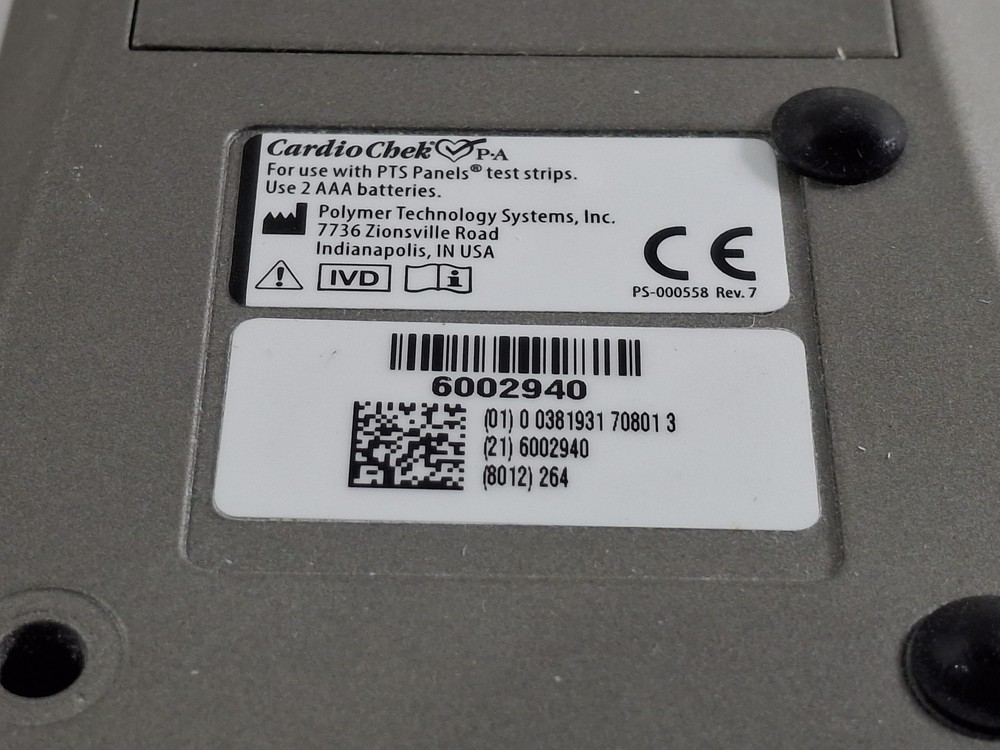 CardioChek® P•A
For use with PTS Panels® test strips.
Use 2 AAA batteries.
Polymer Technology Systems, Inc.
7736 Zionsville Road
Indianapolis, IN USA
IVD
i
CE
PS-000558 Rev. 7
6002940
(01) 0 0381931 70801 3
(21) 6002940
(8012) 264